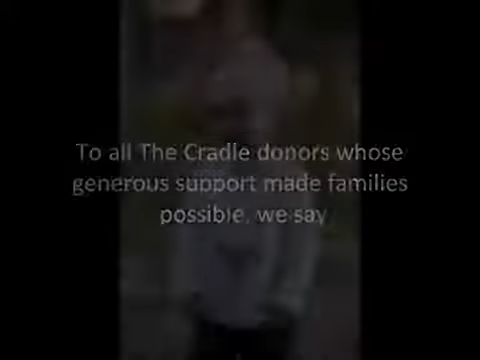 To all The Cradle donors whose
generous support made families
possible, we say